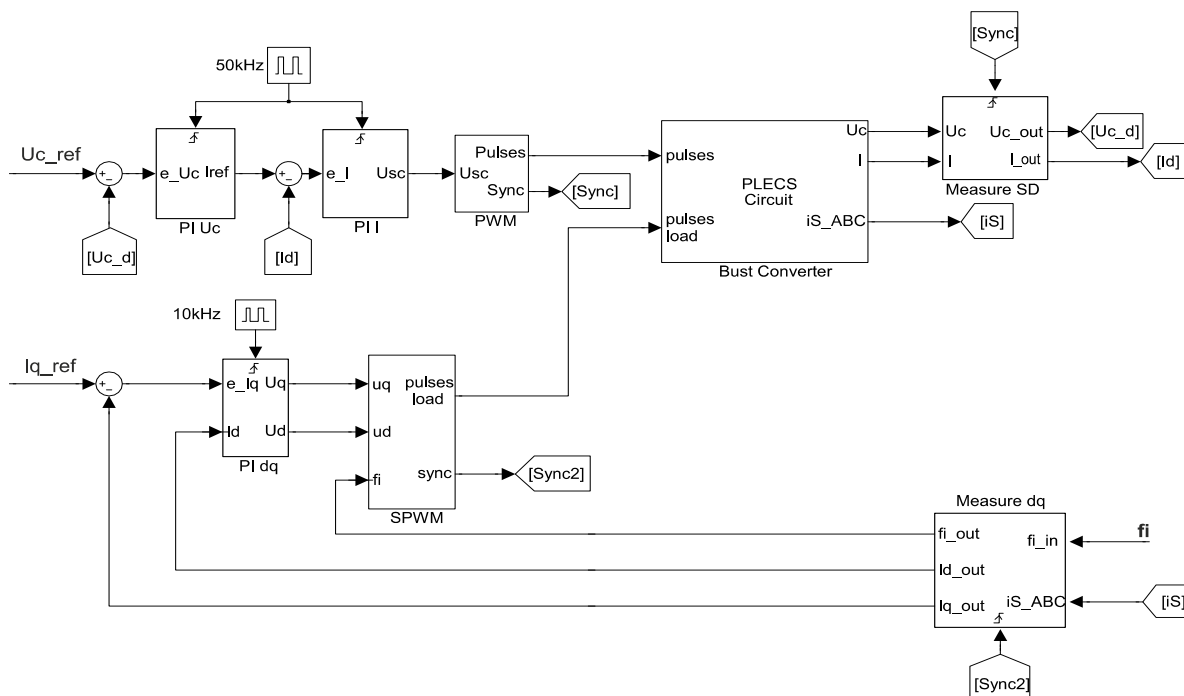 [Sync]
50kHz
Uc_ref
e_Uc
Iref
PI Uc
[Uc_d]
e_I
Usc
PI I
[Id]
Usc
Pulses
Sync
PWM
[Sync]
pulses
pulses
load
PLECS
Circuit
Uc
I
iS_ABC
Bust Converter
[iS]
Uc
I
Uc_out
I_out
Measure SD
[Uc_d]
[Id]
10kHz
Iq_ref
e_Iq
Id
Uq
Ud
PI dq
uq
ud
fi
pulses
load
sync
SPWM
[Sync2]
Measure dq
fi_out
Id_out
Iq_out
fi_in
iS_ABC
fi
[iS]
[Sync2]